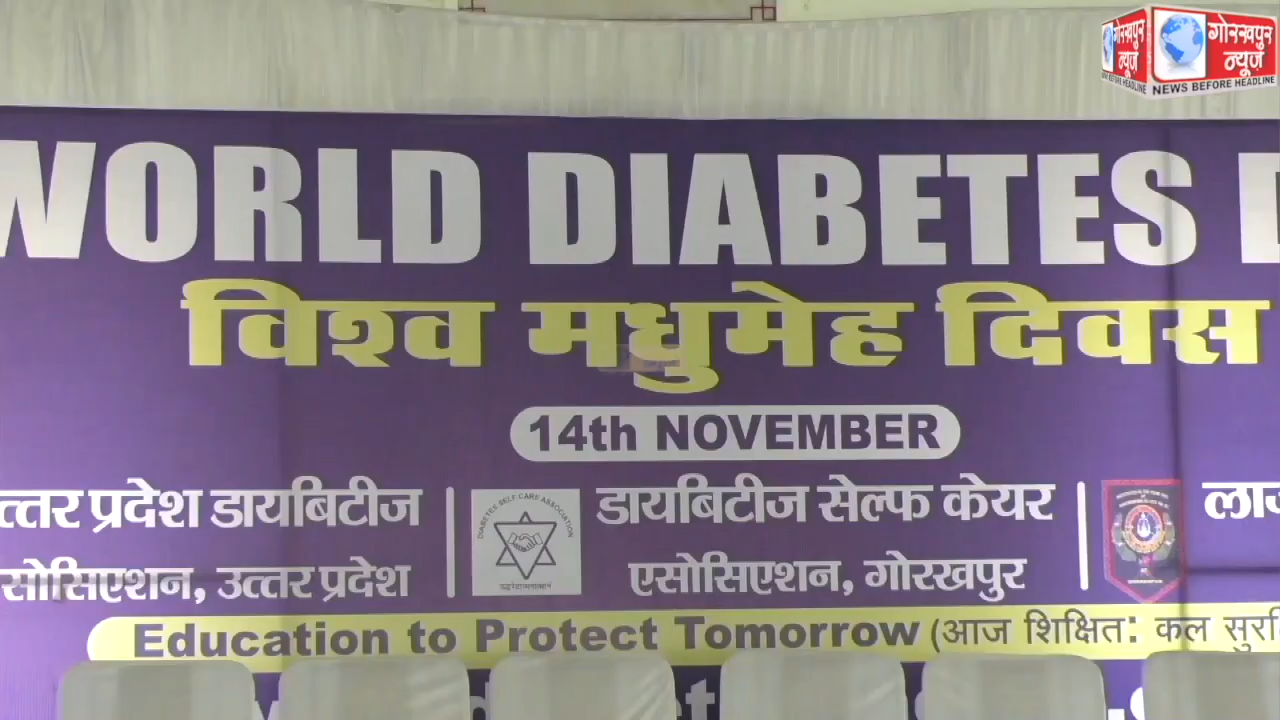 गोरखपुर
न्यूज़
NEWS BEFORE HEADLINE
WORLD DIABETES D
विश्व मधुमेह दिवस
14th NOVEMBER
त्तर प्रदेश डायबिटीज
सोसिएशन, उत्तर प्रदेश
DIABETES SELF CARE ASSOCIATION
डायबिटीज सेल्फ केयर
एसोसिएशन, गोरखपुर
Education to Protect Tomorrow (आज शिक्षित: कल सुरक्षि